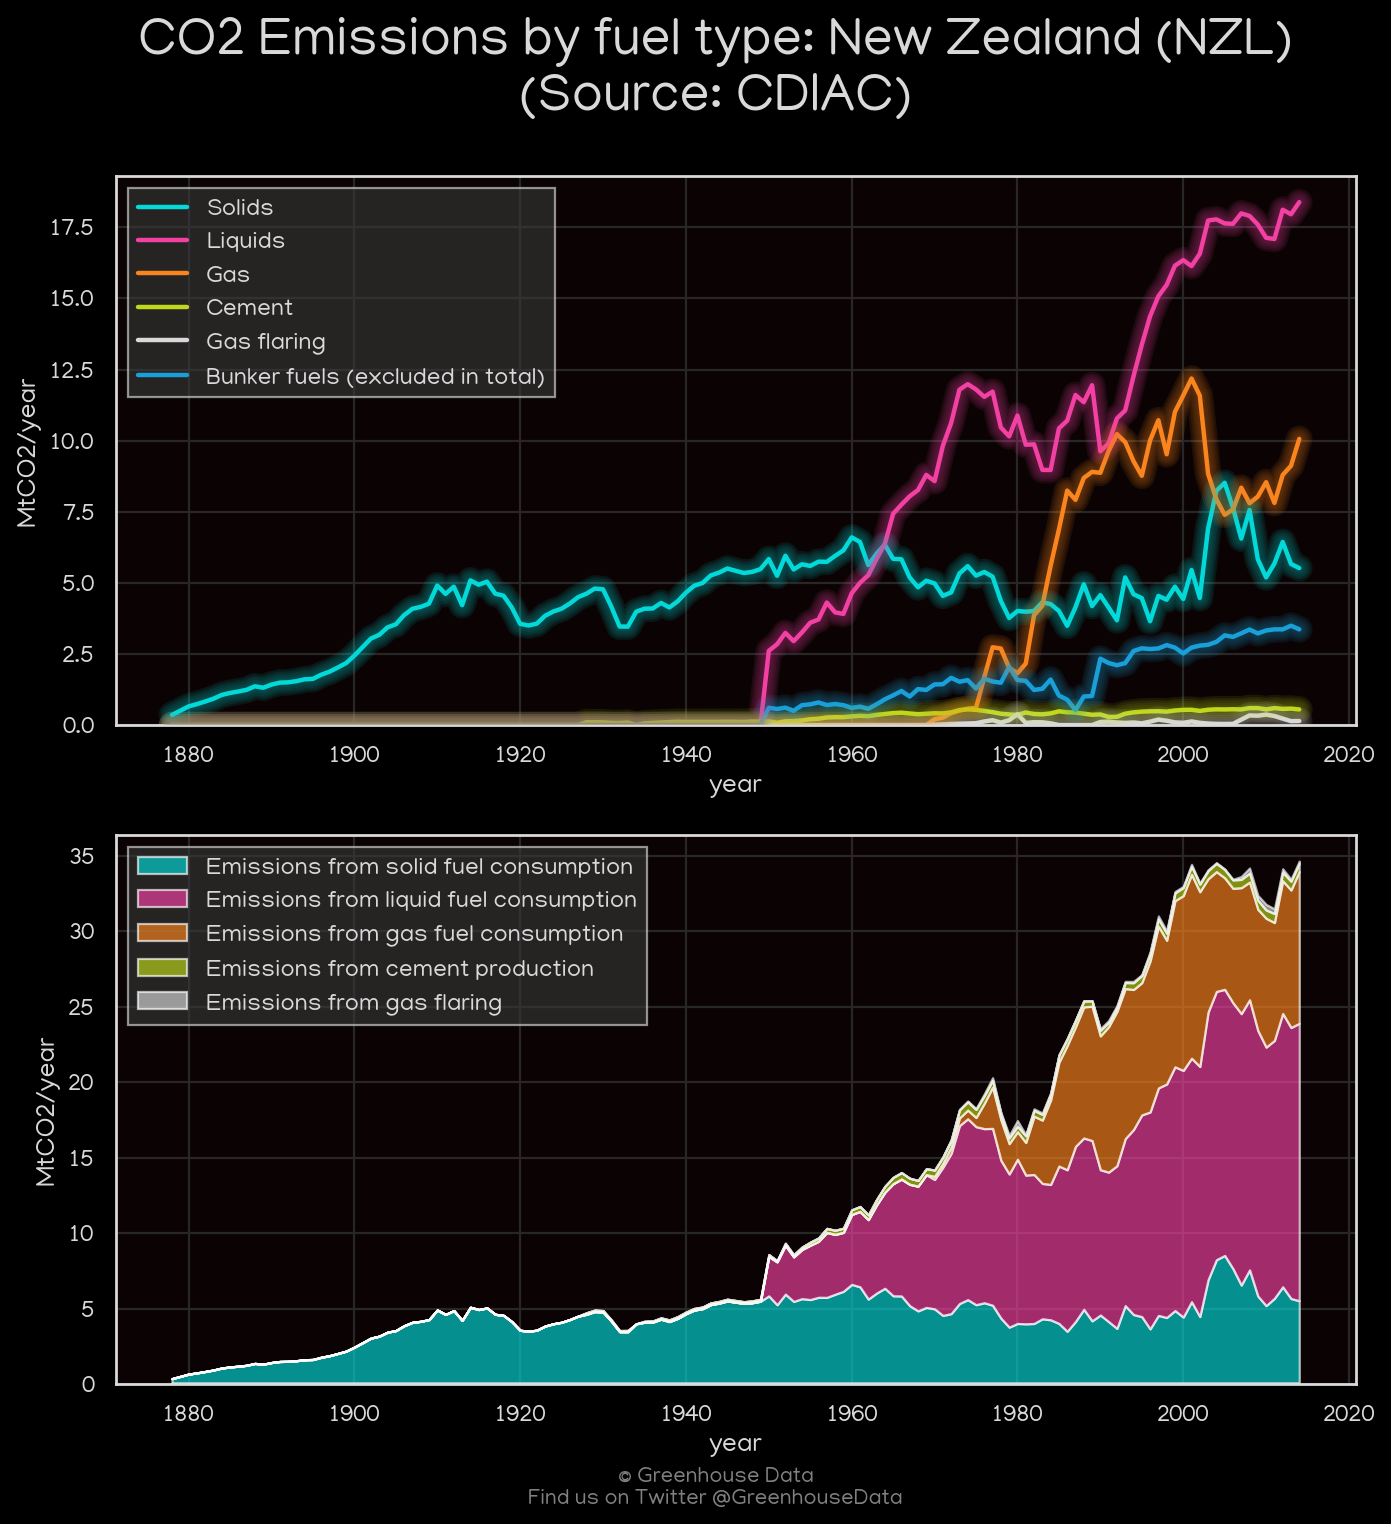 CO2 Emissions by fuel type: New Zealand (NZL)
(Source: CDIAC)
Solids
Liquids
Gas
Cement
Gas flaring
Bunker fuels (excluded in total)
MtCO2/year
17.5
15.0
12.5
10.0
7.5
5.0
2.5
0.0
1880 1900 1920 1940 1960 1980 2000 2020
year
Emissions from solid fuel consumption
Emissions from liquid fuel consumption
Emissions from gas fuel consumption
Emissions from cement production
Emissions from gas flaring
MtCO2/year
35
30
25
20
15
10
5
0
1880 1900 1920 1940 1960 1980 2000 2020
year
© Greenhouse Data
Find us on Twitter @GreenhouseData